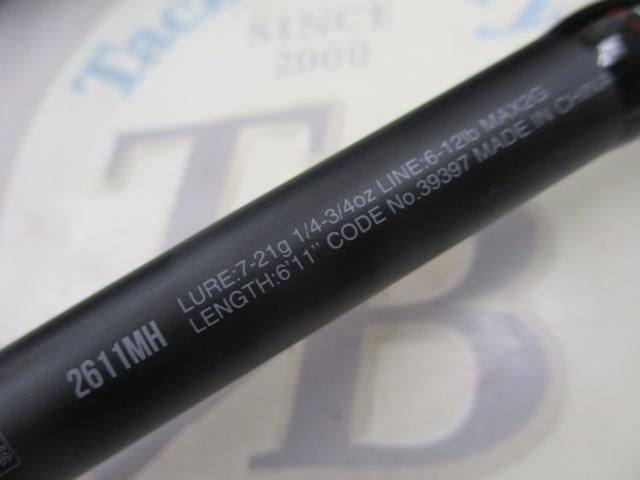 Tack
SINCE
2000
TB
2611MH
LURE:7-21g 1/4-3/4oz LINE:6-12lb MAX2G
LENGTH:6'11" CODE No.39397 MADE IN CHINA